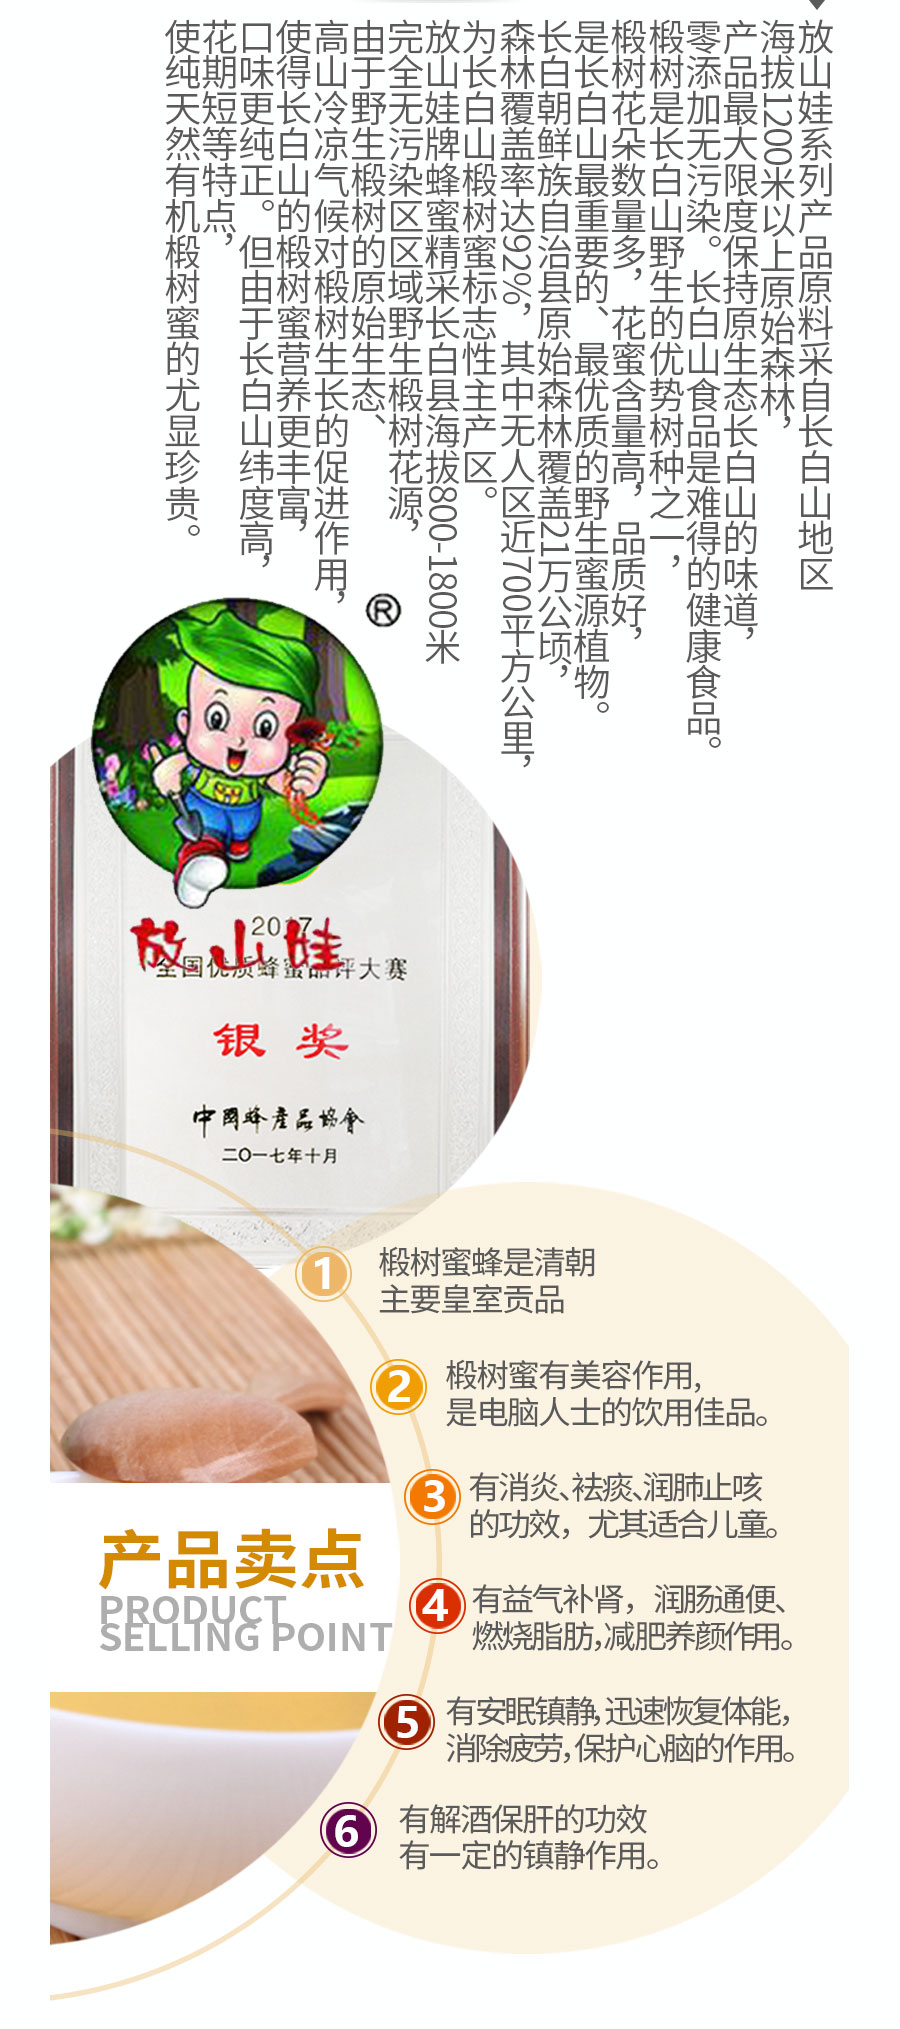 放山娃系列产品原料采自长白山地区
海拔1200米以上原始森林，
产品最大限度保持原生态长白山的味道，
零添加无污染。长白山食品是难得的健康食品。
椴树是长白山野生的优势树种之一，
椴树花朵数量多，花蜜含量高，品质好，
是长白山最重要的、最优质的野生蜜源植物。
长白朝鲜族自治县原始森林覆盖21万公顷，
森林覆盖率达92%，其中无人区近700平方公里，
为长白山椴树蜜标志性主产区。
放山娃牌蜂蜜精采长白县海拔800-1800米
完全无污染区区域野生椴树花源，
由于野生椴树的原始生态、
高山冷凉气候对椴树生长的促进作用，
使得长白山的椴树蜜营养更丰富，
口味更纯正。但由于长白山纬度高，
花期短等特点，
使纯天然有机椴树蜜的尤显珍贵。
®
放山娃
2017
全国优质蜂蜜品评大赛
银奖
中國蜂產品協會
二〇一七年十月
1
椴树蜜蜂是清朝
主要皇室贡品
2
椴树蜜有美容作用，
是电脑人士的饮用佳品。
3
有消炎、祛痰、润肺止咳
的功效，尤其适合儿童。
产品卖点
PRODUCT
SELLING POINT
4
有益气补肾，润肠通便、
燃烧脂肪，减肥养颜作用。
5
有安眠镇静，迅速恢复体能，
消除疲劳，保护心脑的作用。
6
有解酒保肝的功效
有一定的镇静作用。